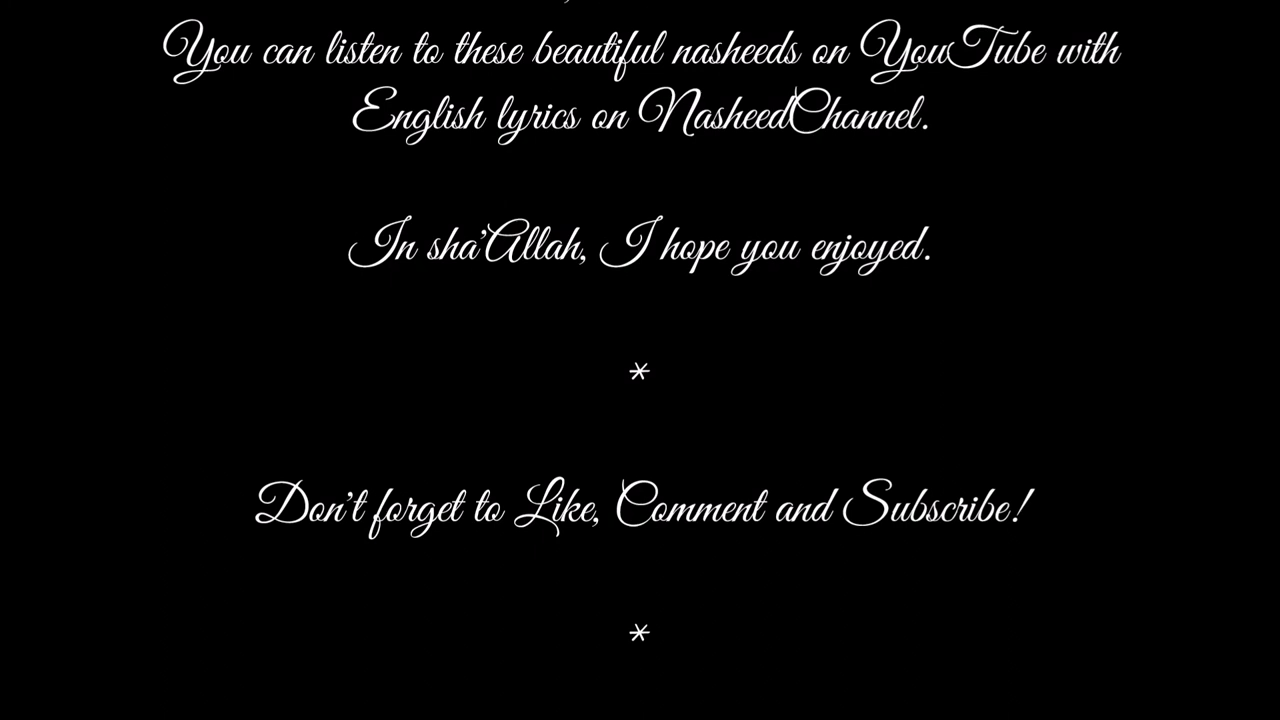 You can listen to these beautiful nasheeds on YouTube with
English lyrics on NasheedChannel.
In sha'Allah, I hope you enjoyed.
*
Don't forget to Like, Comment and Subscribe!
*